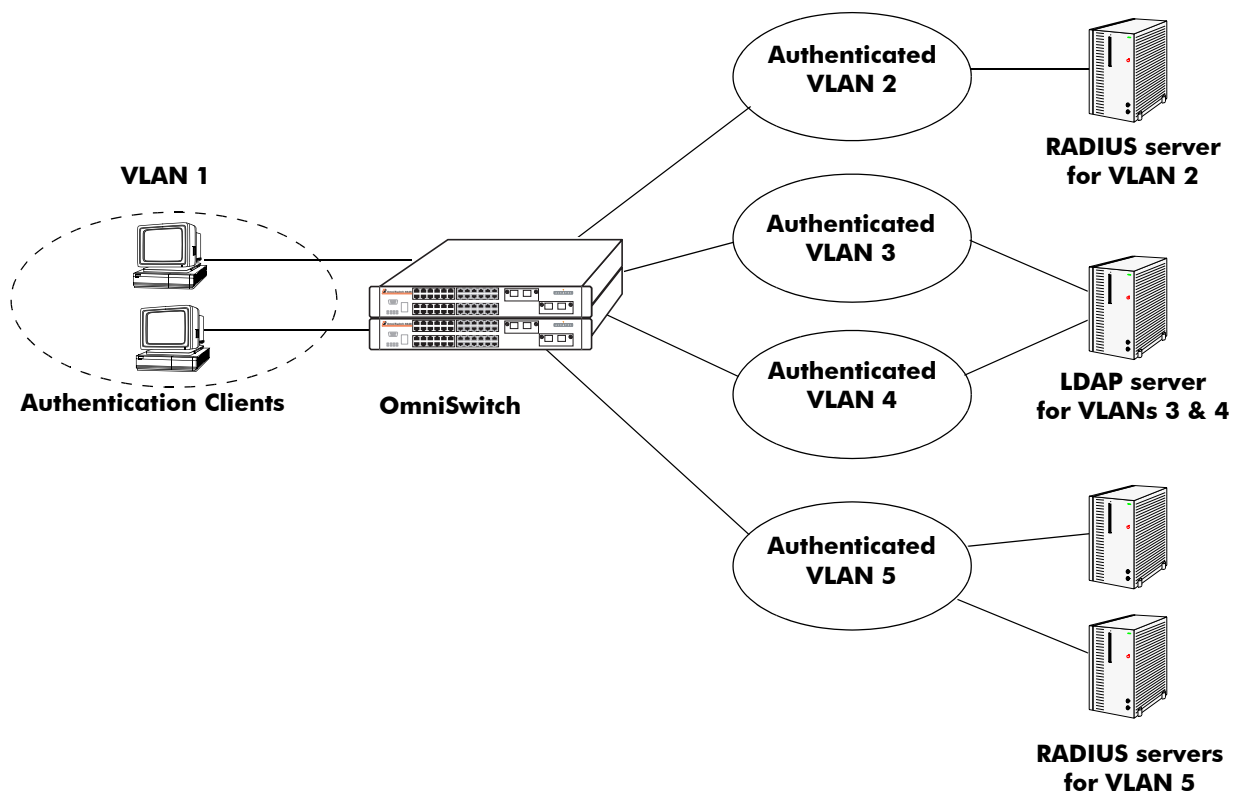 Authenticated
VLAN 2
RADIUS server
for VLAN 2
VLAN 1
Authentication Clients
OmniSwitch
Authenticated
VLAN 3
Authenticated
VLAN 4
LDAP server
for VLANs 3 & 4
Authenticated
VLAN 5
RADIUS servers
for VLAN 5